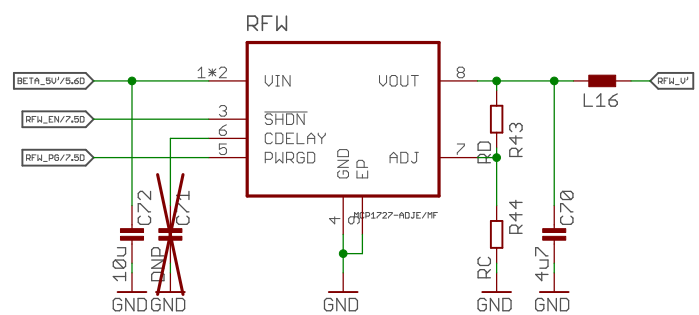 RFW
BETA_5V'/5.6D
1*2
VIN
VOUT
8
RFW_V'
L16
RFW_EN/7.5D
3
SHDN
6
CDELAY
RFW_PG/7.5D
5
PWRGD
GND
EP
ADJ
7
RD
R43
4
9
MCP1727-ADJE/MF
C72
10u
C71
DNP
R44
RC
C70
4u7
GND
GND
GND
GND
GND